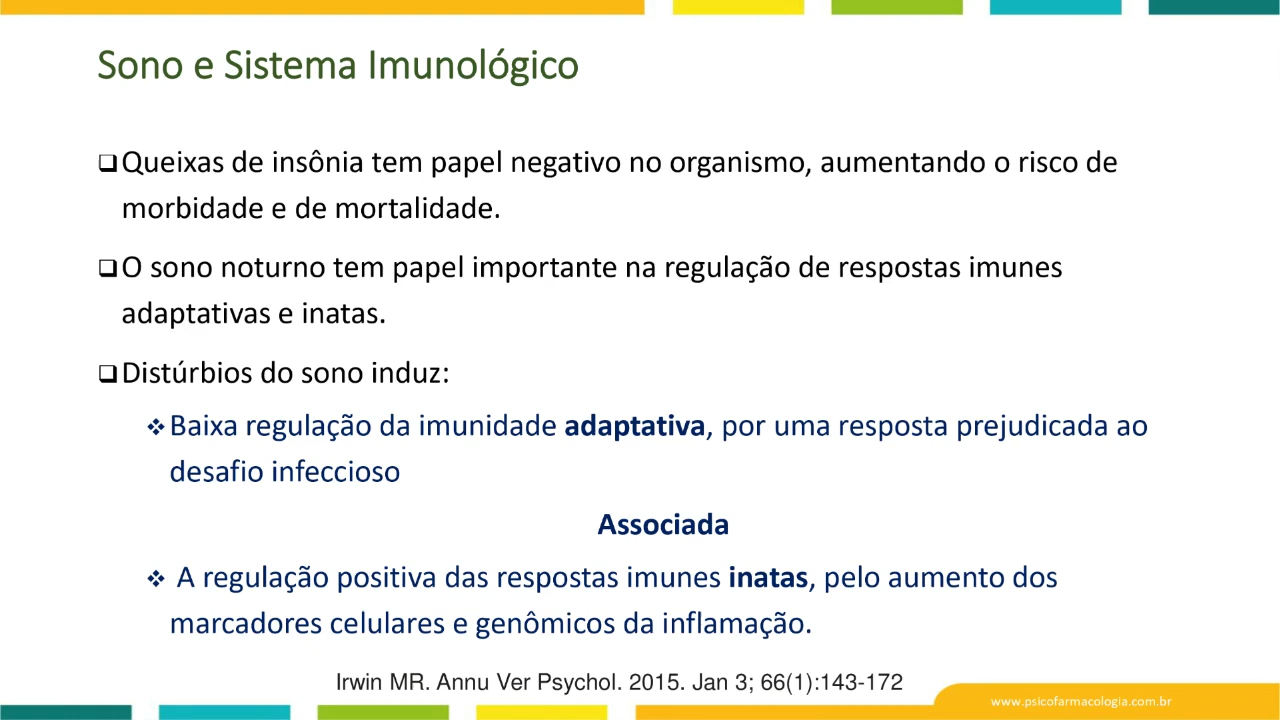 Sono e Sistema Imunológico
❑Queixas de insônia tem papel negativo no organismo, aumentando o risco de
morbidade e de mortalidade.
❑O sono noturno tem papel importante na regulação de respostas imunes
adaptativas e inatas.
❑Distúrbios do sono induz:
❖Baixa regulação da imunidade adaptativa, por uma resposta prejudicada ao
desafio infeccioso
Associada
❖ A regulação positiva das respostas imunes inatas, pelo aumento dos
marcadores celulares e genômicos da inflamação.
Irwin MR. Annu Ver Psychol. 2015. Jan 3; 66(1):143-172
www.psicofarmacologia.com.br